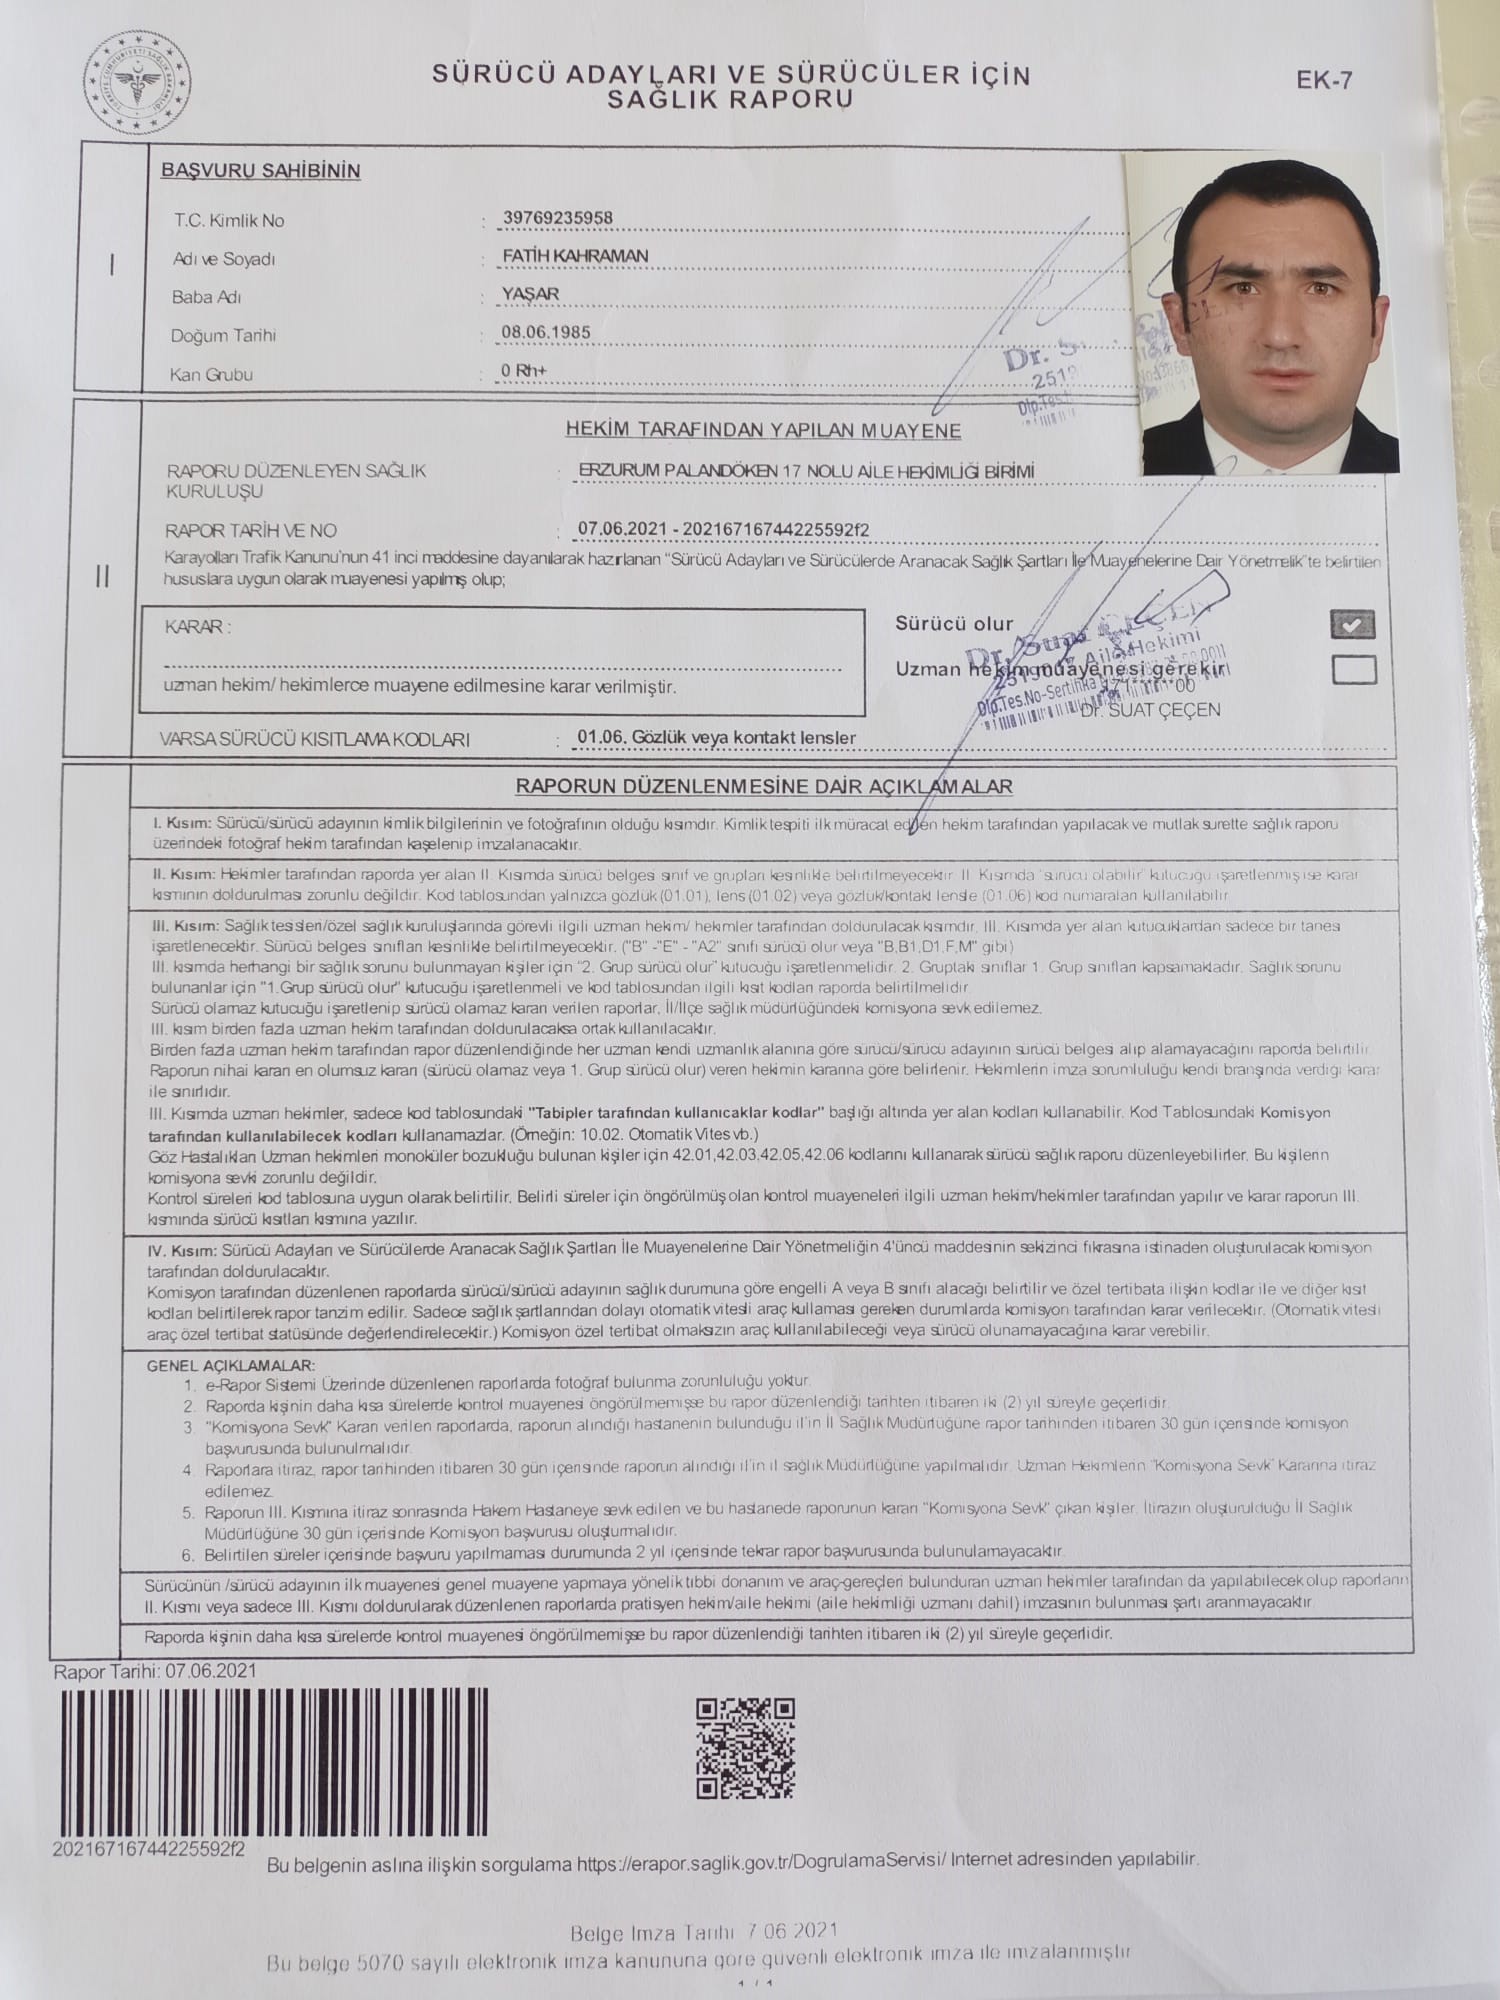 SÜRÜCÜ ADAYLARI VE SÜRÜCÜLER İÇİN
SAĞLIK RAPORU
EK-7
I
BAŞVURU SAHİBİNİN
T.C. Kimlik No : 39769235958
Adı ve Soyadı : FATİH KAHRAMAN
Baba Adı : YAŞAR
Doğum Tarihi : 08.06.1985
Kan Grubu : 0 Rh+
Dr. S
2519
Dip.Tes.
II
HEKİM TARAFINDAN YAPILAN MUAYENE
RAPORU DÜZENLEYEN SAĞLIK : ERZURUM PALANDÖKEN 17 NOLU AİLE HEKİMLİĞİ BİRİMİ
KURULUŞU
RAPOR TARİH VE NO : 07.06.2021 - 20216716744225592f2
Karayolları Trafik Kanunu'nun 41 inci maddesine dayanılarak hazırlanan "Sürücü Adayları ve Sürücülerde Aranacak Sağlık Şartları İle Muayenelerine Dair Yönetmelik"te belirtilen
hususlara uygun olarak muayenesi yapılmış olup;
KARAR :
uzman hekim/ hekimlerce muayene edilmesine karar verilmiştir.
Sürücü olur
Uzman hekim muayenesi gerekir
Dr. Suat ÇEÇEN
Aile Hekimi
Dip.Tes.No-Sertifika
Dr. SUAT ÇEÇEN
VARSA SÜRÜCÜ KISITLAMA KODLARI : 01.06. Gözlük veya kontakt lensler
RAPORUN DÜZENLENMESİNE DAİR AÇIKLAMALAR
I. Kısım: Sürücü/sürücü adayının kimlik bilgilerinin ve fotoğrafının olduğu kısımdır. Kimlik tespiti ilk müracat edilen hekim tarafından yapılacak ve mutlak surette sağlık raporu
üzerindeki fotoğraf hekim tarafından kaşelenip imzalanacaktır.
II. Kısım: Hekimler tarafından raporda yer alan II. Kısımda sürücü belgesi sınıf ve grupları kesinlikle belirtilmeyecektir. II. Kısımda "sürücü olabilir" kutucuğu işaretlenmiş ise karar
kısmının doldurulması zorunlu değildir. Kod tablosundan yalnızca gözlük (01.01), lens (01.02) veya gözlük/kontakt lensle (01.06) kod numaraları kullanılabilir
III. Kısım: Sağlık tesisleri/özel sağlık kuruluşlarında görevli ilgili uzman hekim/ hekimler tarafından doldurulacak kısımdır. III. Kısımda yer alan kutucuklardan sadece bir tanesi
işaretlenecektir. Sürücü belgesi sınıfları kesinlikle belirtilmeyecektir. ("B" -"E" - "A2" sınıfı sürücü olur veya "B,B1,D1,F,M" gibi)
III. kısımda herhangi bir sağlık sorunu bulunmayan kişiler için "2. Grup sürücü olur" kutucuğu işaretlenmelidir. 2. Gruptaki sınıflar 1. Grup sınıfları kapsamaktadır. Sağlık sorunu
bulunanlar için "1.Grup sürücü olur" kutucuğu işaretlenmeli ve kod tablosundan ilgili kısıt kodları raporda belirtilmelidir
Sürücü olamaz kutucuğu işaretlenip sürücü olamaz kararı verilen raporlar, İl/İlçe sağlık müdürlüğündeki komisyona sevk edilemez.
III. kısım birden fazla uzman hekim tarafından doldurulacaksa ortak kullanılacaktır.
Birden fazla uzman hekim tarafından rapor düzenlendiğinde her uzman kendi uzmanlık alanına göre sürücü/sürücü adayının sürücü belgesi alıp alamayacağını raporda belirtilir
Raporun nihai kararı en olumsuz kararı (sürücü olamaz veya 1. Grup sürücü olur) veren hekimin kararına göre belirlenir. Hekimlerin imza sorumluluğu kendi branşında verdiği karar
ile sınırlıdır.
III. Kısımda uzman hekimler, sadece kod tablosundaki "Tabipler tarafından kullanıcaklar kodlar" başlığı altında yer alan kodları kullanabilir. Kod Tablosundaki Komisyon
tarafından kullanılabilecek kodları kullanamazlar. (Örneğin: 10.02. Otomatik Vites vb.)
Göz Hastalıkları Uzman hekimleri monoküler bozukluğu bulunan kişiler için 42.01,42.03,42.05,42.06 kodlarını kullanarak sürücü sağlık raporu düzenleyebilirler. Bu kişilerin
komisyona sevki zorunlu değildir.
Kontrol süreleri kod tablosuna uygun olarak belirtilir. Belirli süreler için öngörülmüş olan kontrol muayeneleri ilgili uzman hekim/hekimler tarafından yapılır ve karar raporun III.
kısmında sürücü kısıtları kısmına yazılır.
IV. Kısım: Sürücü Adayları ve Sürücülerde Aranacak Sağlık Şartları İle Muayenelerine Dair Yönetmeliğin 4'üncü maddesinin sekizinci fıkrasına istinaden oluşturulacak komisyon
tarafından doldurulacaktır.
Komisyon tarafından düzenlenen raporlarda sürücü/sürücü adayının sağlık durumuna göre engelli A veya B sınıfı alacağı belirtilir ve özel tertibata ilişkin kodlar ile ve diğer kısıt
kodları belirtilerek rapor tanzim edilir. Sadece sağlık şartlarından dolayı otomatik vitesli araç kullaması gereken durumlarda komisyon tarafından karar verilecektir. (Otomatik vitesli
araç özel tertibat statüsünde değerlendirelecektir.) Komisyon özel tertibat olmaksızın araç kullanılabileceği veya sürücü olunamayacağına karar verebilir.
GENEL AÇIKLAMALAR:
1. e-Rapor Sistemi Üzerinde düzenlenen raporlarda fotoğraf bulunma zorunluluğu yoktur.
2. Raporda kişinin daha kısa sürelerde kontrol muayenesi öngörülmemişse bu rapor düzenlendiği tarihten itibaren iki (2) yıl süreyle geçerlidir.
3. "Komisyona Sevk" Kararı verilen raporlarda, raporun alındığı hastanenin bulunduğu il'in İl Sağlık Müdürlüğüne rapor tarihinden itibaren 30 gün içerisinde komisyon
başvurusunda bulunulmalıdır.
4. Raporlara itiraz, rapor tarihinden itibaren 30 gün içerisinde raporun alındığı il'in il sağlık Müdürlüğüne yapılmalıdır. Uzman Hekimlerin "Komisyona Sevk" Kararına itiraz
edilemez.
5. Raporun III. Kısmına itiraz sonrasında Hakem Hastaneye sevk edilen ve bu hastanede raporunun kararı "Komisyona Sevk" çıkan kişiler, İtirazın oluşturulduğu İl Sağlık
Müdürlüğüne 30 gün içerisinde Komisyon başvurusu oluşturmalıdır.
6. Belirtilen süreler içerisinde başvuru yapılmaması durumunda 2 yıl içerisinde tekrar rapor başvurusunda bulunulamayacaktır.
Sürücünün /sürücü adayının ilk muayenesi genel muayene yapmaya yönelik tıbbi donanım ve araç-gereçleri bulunduran uzman hekimler tarafından da yapılabilecek olup raporların
II. Kısmı veya sadece III. Kısmı doldurularak düzenlenen raporlarda pratisyen hekim/aile hekimi (aile hekimliği uzmanı dahil) imzasının bulunması şartı aranmayacaktır
Raporda kişinin daha kısa sürelerde kontrol muayenesi öngörülmemişse bu rapor düzenlendiği tarihten itibaren iki (2) yıl süreyle geçerlidir.
Rapor Tarihi: 07.06.2021
20216716744225592f2
Bu belgenin aslına ilişkin sorgulama https://erapor.saglik.gov.tr/DogrulamaServisi/ Internet adresinden yapılabilir.
Belge İmza Tarihi 7 06 2021
Bu belge 5070 sayılı elektronik imza kanununa göre güvenli elektronik imza ile imzalanmıştır
1 / 1